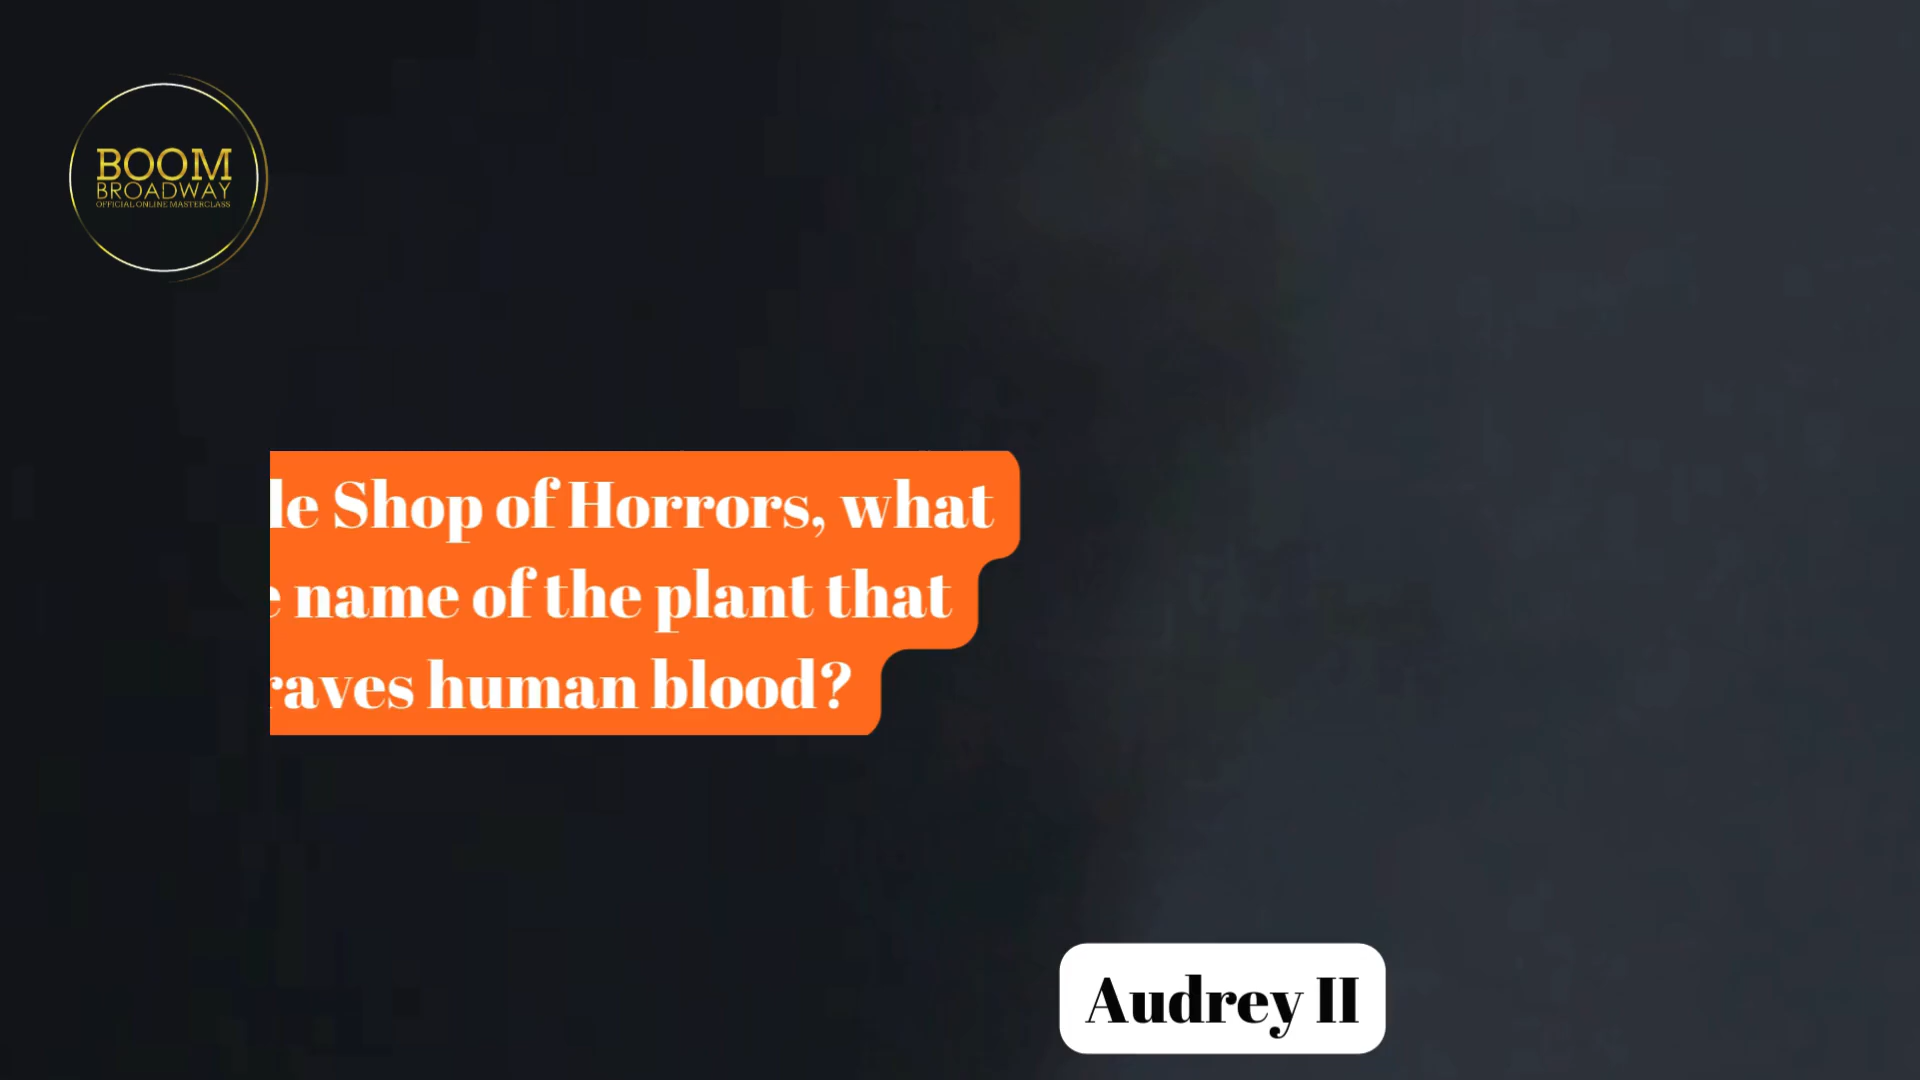 BOOM
BROADWAY
OFFICIAL ONLINE MASTERCLASS
le Shop of Horrors, what
e name of the plant that
raves human blood?
Audrey II